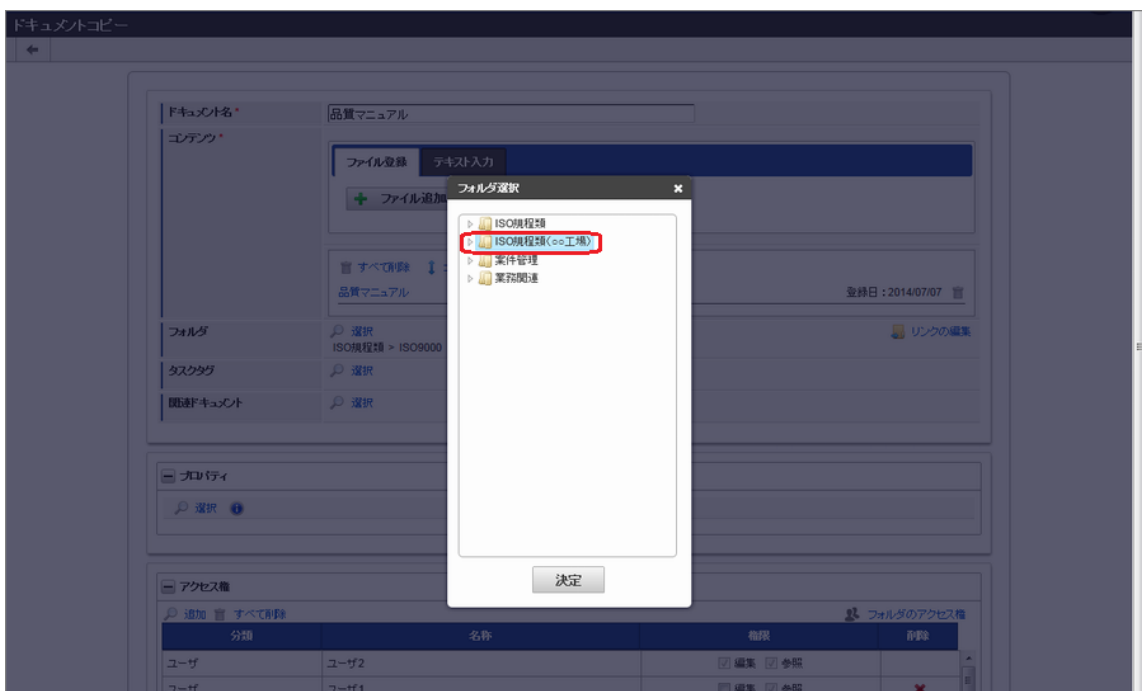 ドキュメントコピー
ドキュメント名*
品質マニュアル
コンテンツ*
ファイル登録
テキスト入力
ファイル追加
フォルダ選択
ISO規程類
ISO規程類(○○工場)
案件管理
業務関連
決定
すべて削除
品質マニュアル
登録日:2014/07/07
フォルダ
選択
リンクの編集
ISO規程類 > ISO9000
タスクタグ
選択
関連ドキュメント
選択
プロパティ
選択
アクセス権
追加 すべて削除
フォルダのアクセス権
分類 名称 権限 削除
ユーザ ユーザ2 編集 参照
ユーザ ユーザ1 編集 参照